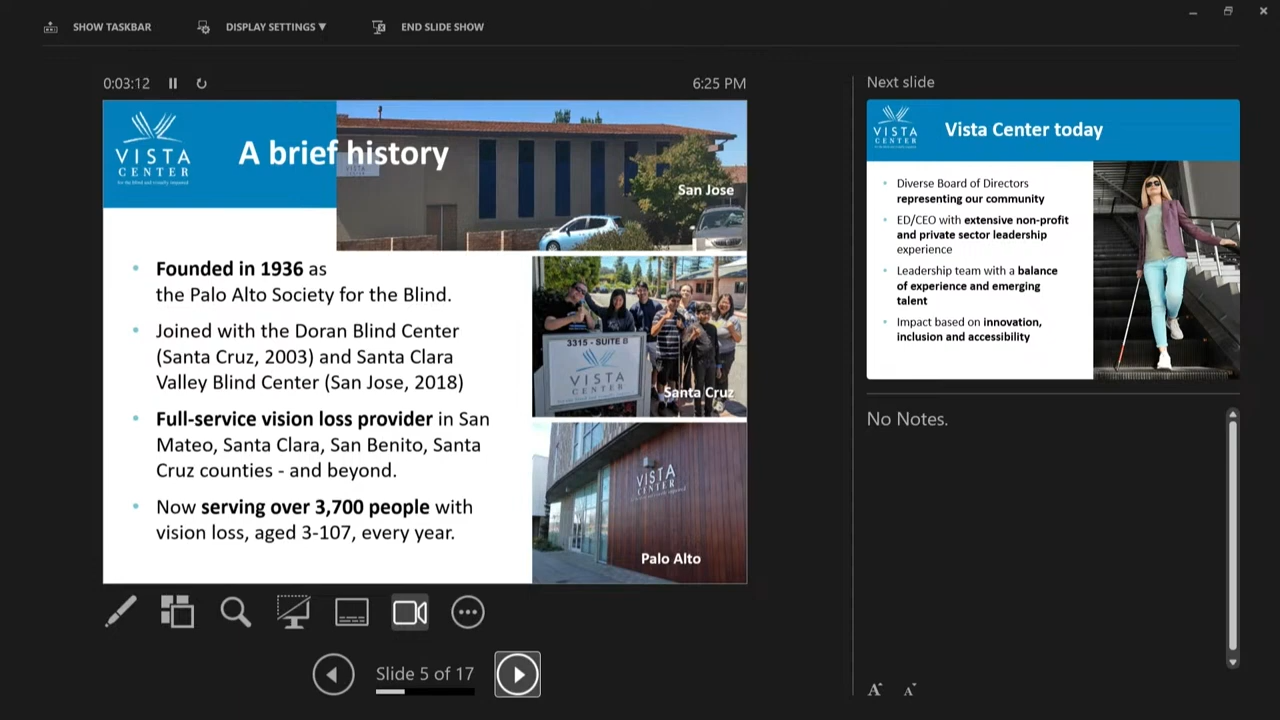 SHOW TASKBAR
DISPLAY SETTINGS ▼
END SLIDE SHOW
0:03:12
6:25 PM
VISTA
CENTER
for the blind and visually impaired
A brief history
VISTA
San Jose
• Founded in 1936 as
the Palo Alto Society for the Blind.
• Joined with the Doran Blind Center
(Santa Cruz, 2003) and Santa Clara
Valley Blind Center (San Jose, 2018)
• Full-service vision loss provider in San
Mateo, Santa Clara, San Benito, Santa
Cruz counties - and beyond.
• Now serving over 3,700 people with
vision loss, aged 3-107, every year.
3315 - SUITE B
VISTA
CENTER
Santa Cruz
VISTA
CENTER
Palo Alto
Slide 5 of 17
Next slide
VISTA
CENTER
Vista Center today
• Diverse Board of Directors
representing our community
• ED/CEO with extensive non-profit
and private sector leadership
experience
• Leadership team with a balance
of experience and emerging
talent
• Impact based on innovation,
inclusion and accessibility
No Notes.
A A